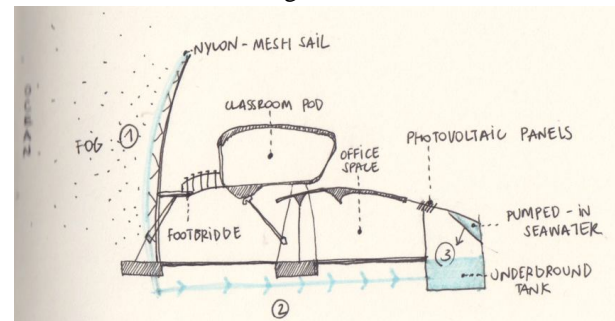 NYLON-MESH SAIL
OCEAN
FOG
1
CLASSROOM POD
OFFICE
SPACE
PHOTOVOLTAIC PANELS
FOOTBRIDGE
PUMPED-IN
SEAWATER
3
UNDERGROUND
TANK
2